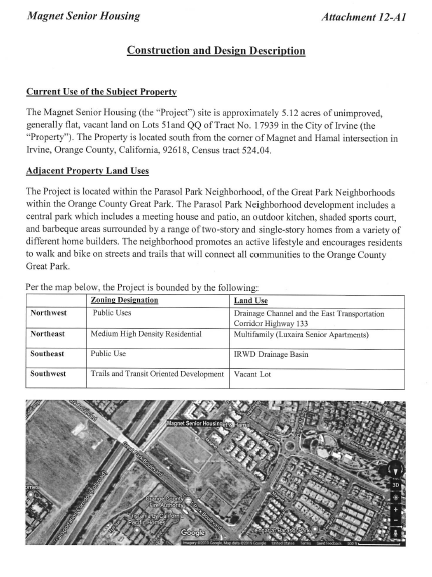 Magnet Senior Housing Attachment 12-A1
Construction and Design Description
Current Use of the Subject Property
The Magnet Senior Housing (the “Project”) site is approximately 5.12 acres of unimproved,
generally flat, vacant land on Lots 51and QQ of Tract No. 17939 in the City of Irvine (the
“Property”). The Property is located south from the corner of Magnet and Hamal intersection in
Irvine, Orange County, California, 92618, Census tract 524.04.
Adjacent Property Land Uses
The Project is located within the Parasol Park Neighborhood, of the Great Park Neighborhoods
within the Orange County Great Park. The Parasol Park Neighborhood development includes a
central park which includes a meeting house and patio, an outdoor kitchen, shaded sports court,
and barbeque areas surrounded by a range of two-story and single-story homes from a variety of
different home builders. The neighborhood promotes an active lifestyle and encourages residents
to walk and bike on streets and trails that will connect all communities to the Orange County
Great Park.
Per the map below, the Project is bounded by the following:
Zoning Designation Land Use
Northwest Public Uses Drainage Channel and the East Transportation
Corridor Highway 133
Northeast Medium High Density Residential Multifamily (Luxaira Senior Apartments)
Southeast Public Use IRWD Drainage Basin
Southwest Trails and Transit Oriented Development Vacant Lot
Magnet Senior Housing
Google
3D